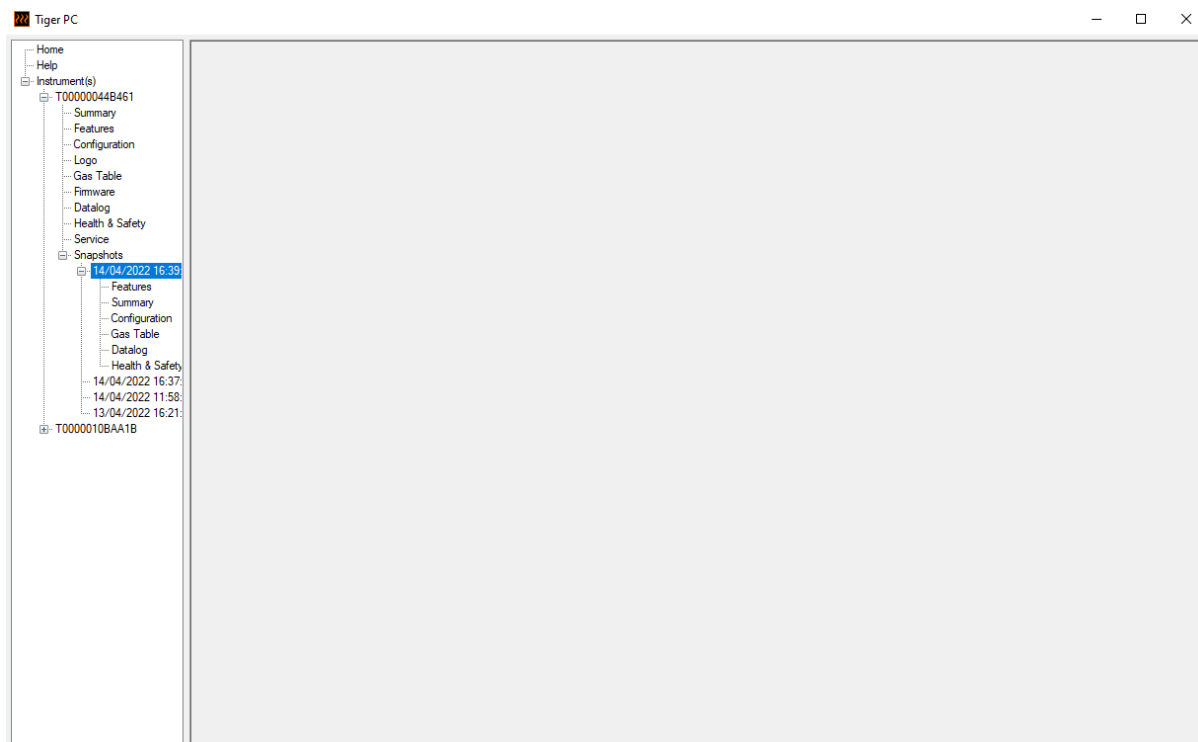 Tiger PC
Home
Help
Instrument(s)
T00000044B461
Summary
Features
Configuration
Logo
Gas Table
Firmware
Datalog
Health & Safety
Service
Snapshots
14/04/2022 16:39:
Features
Summary
Configuration
Gas Table
Datalog
Health & Safety
14/04/2022 16:37:
14/04/2022 11:58:
13/04/2022 16:21:
T0000010BAA1B